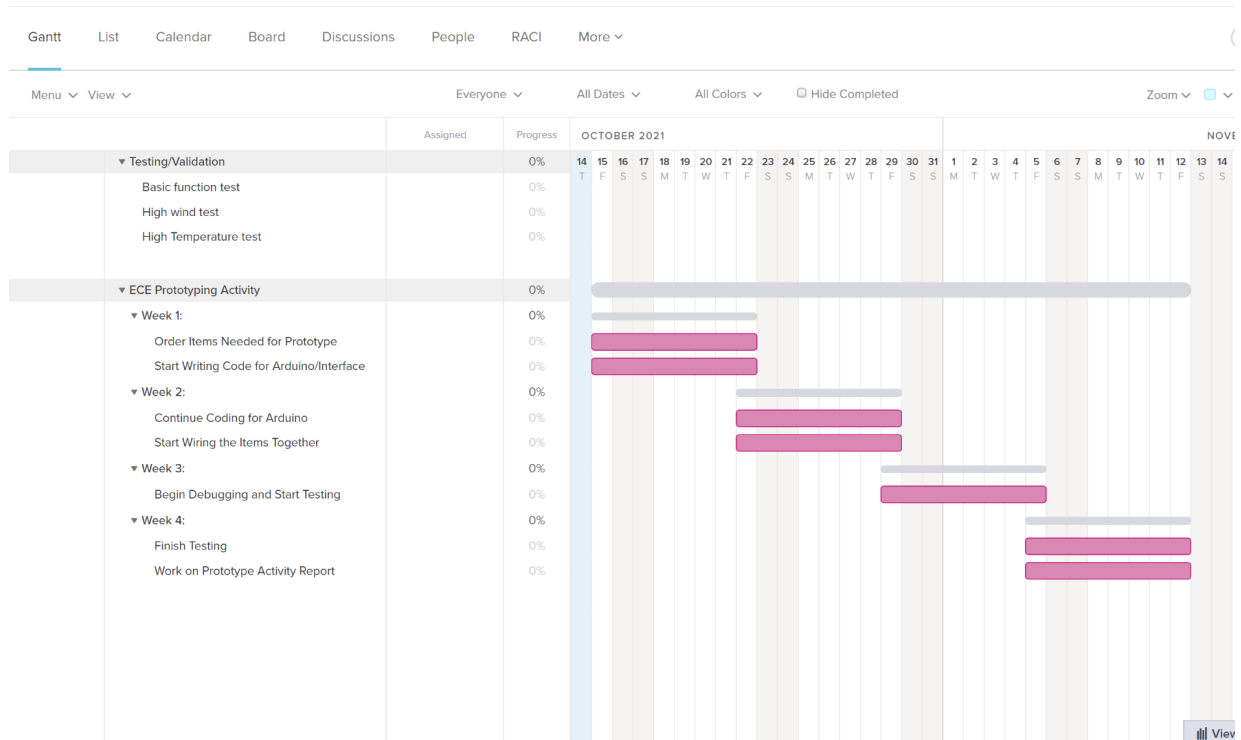 Gantt List Calendar Board Discussions People RACI More
Menu View Everyone All Dates All Colors Hide Completed Zoom
Assigned Progress OCTOBER 2021 NOVE
Testing/Validation 0% 14 15 16 17 18 19 20 21 22 23 24 25 26 27 28 29 30 31 1 2 3 4 5 6 7 8 9 10 11 12 13 14
T F S S M T W T F S S M T W T F S S M T W T F S S M T W T F S S
Basic function test 0%
High wind test 0%
High Temperature test 0%
ECE Prototyping Activity 0%
Week 1: 0%
Order Items Needed for Prototype 0%
Start Writing Code for Arduino/Interface 0%
Week 2: 0%
Continue Coding for Arduino 0%
Start Wiring the Items Together 0%
Week 3: 0%
Begin Debugging and Start Testing 0%
Week 4: 0%
Finish Testing 0%
Work on Prototype Activity Report 0%
View